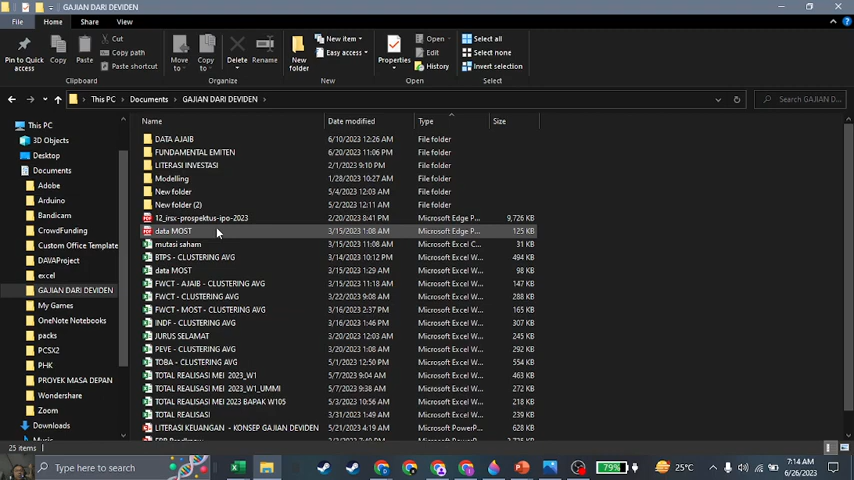 GAJIAN DARI DEVIDEN
File Home Share View
Pin to Quick access
Copy
Paste
Cut
Copy path
Paste shortcut
Move to
Copy to
Delete
Rename
New folder
New item
Easy access
Properties
Open
Edit
History
Select all
Select none
Invert selection
Clipboard Organize New Open Select
This PC Documents GAJIAN DARI DEVIDEN
Search GAJIAN D...
This PC
3D Objects
Desktop
Documents
Adobe
Arduino
Bandicam
CrowdFunding
Custom Office Template
DAVAProject
excel
GAJIAN DARI DEVIDEN
My Games
OneNote Notebooks
packs
PCSX2
PHK
PROYEK MASA DEPAN
Wondershare
Zoom
Downloads
Music
Name Date modified Type Size
DATA AJAIB 6/10/2023 12:26 AM File folder
FUNDAMENTAL EMITEN 6/20/2023 11:06 PM File folder
LITERASI INVESTASI 2/1/2023 9:10 PM File folder
Modelling 1/28/2023 10:27 AM File folder
New folder 5/4/2023 12:03 AM File folder
New folder (2) 5/2/2023 12:11 AM File folder
12_irsx-prospektus-ipo-2023 2/20/2023 8:41 PM Microsoft Edge P... 9,726 KB
data MOST 3/15/2023 1:08 AM Microsoft Edge P... 125 KB
mutasi saham 3/15/2023 11:08 AM Microsoft Excel C... 31 KB
BTPS - CLUSTERING AVG 3/14/2023 10:12 PM Microsoft Excel W... 494 KB
data MOST 3/15/2023 1:29 AM Microsoft Excel W... 98 KB
FWCT - AJAIB - CLUSTERING AVG 3/15/2023 11:18 AM Microsoft Excel W... 147 KB
FWCT - CLUSTERING AVG 3/22/2023 9:08 AM Microsoft Excel W... 288 KB
FWCT - MOST - CLUSTERING AVG 3/16/2023 2:37 PM Microsoft Excel W... 165 KB
INDF - CLUSTERING AVG 3/16/2023 1:46 PM Microsoft Excel W... 307 KB
JURUS SELAMAT 3/20/2023 12:03 AM Microsoft Excel W... 242 KB
PEVE - CLUSTERING AVG 3/20/2023 1:08 AM Microsoft Excel W... 292 KB
TOBA - CLUSTERING AVG 5/1/2023 12:50 PM Microsoft Excel W... 554 KB
TOTAL REALISASI MEI 2023_W1 5/7/2023 9:04 AM Microsoft Excel W... 463 KB
TOTAL REALISASI MEI 2023_W1_UMMI 5/7/2023 9:38 AM Microsoft Excel W... 272 KB
TOTAL REALISASI MEI 2023 BAPAK W105 5/3/2023 2:06 AM Microsoft Excel W... 218 KB
TOTAL REALISASI 3/31/2023 1:49 AM Microsoft Excel W... 239 KB
LITERASI KEUANGAN - KONSEP GAJIAN DEVIDEN 5/21/2023 4:19 AM Microsoft PowerP... 678 KB
25 items
Type here to search
79%
25°C
7:14 AM
6/26/2023